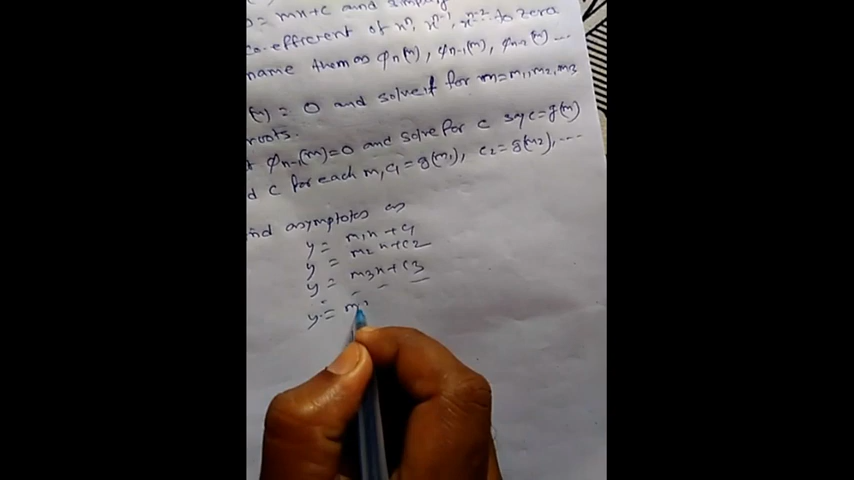 = mx+c and
co-efficient of xⁿ, xⁿ⁻¹, xⁿ⁻² to zero
name them as φn(m), φn-1(m), φn-2(m) ...
(m) = 0 and solve it for m=m1,m2,m3
roots.
φn-1(m)=0 and solve for c say c=g(m)
d c for each m, c1=g(m1), c2=g(m2), ....
ind asymptotes as
y = m1x+c1
y = m2x+c2
y = m3x+c3
- - - -
y = m